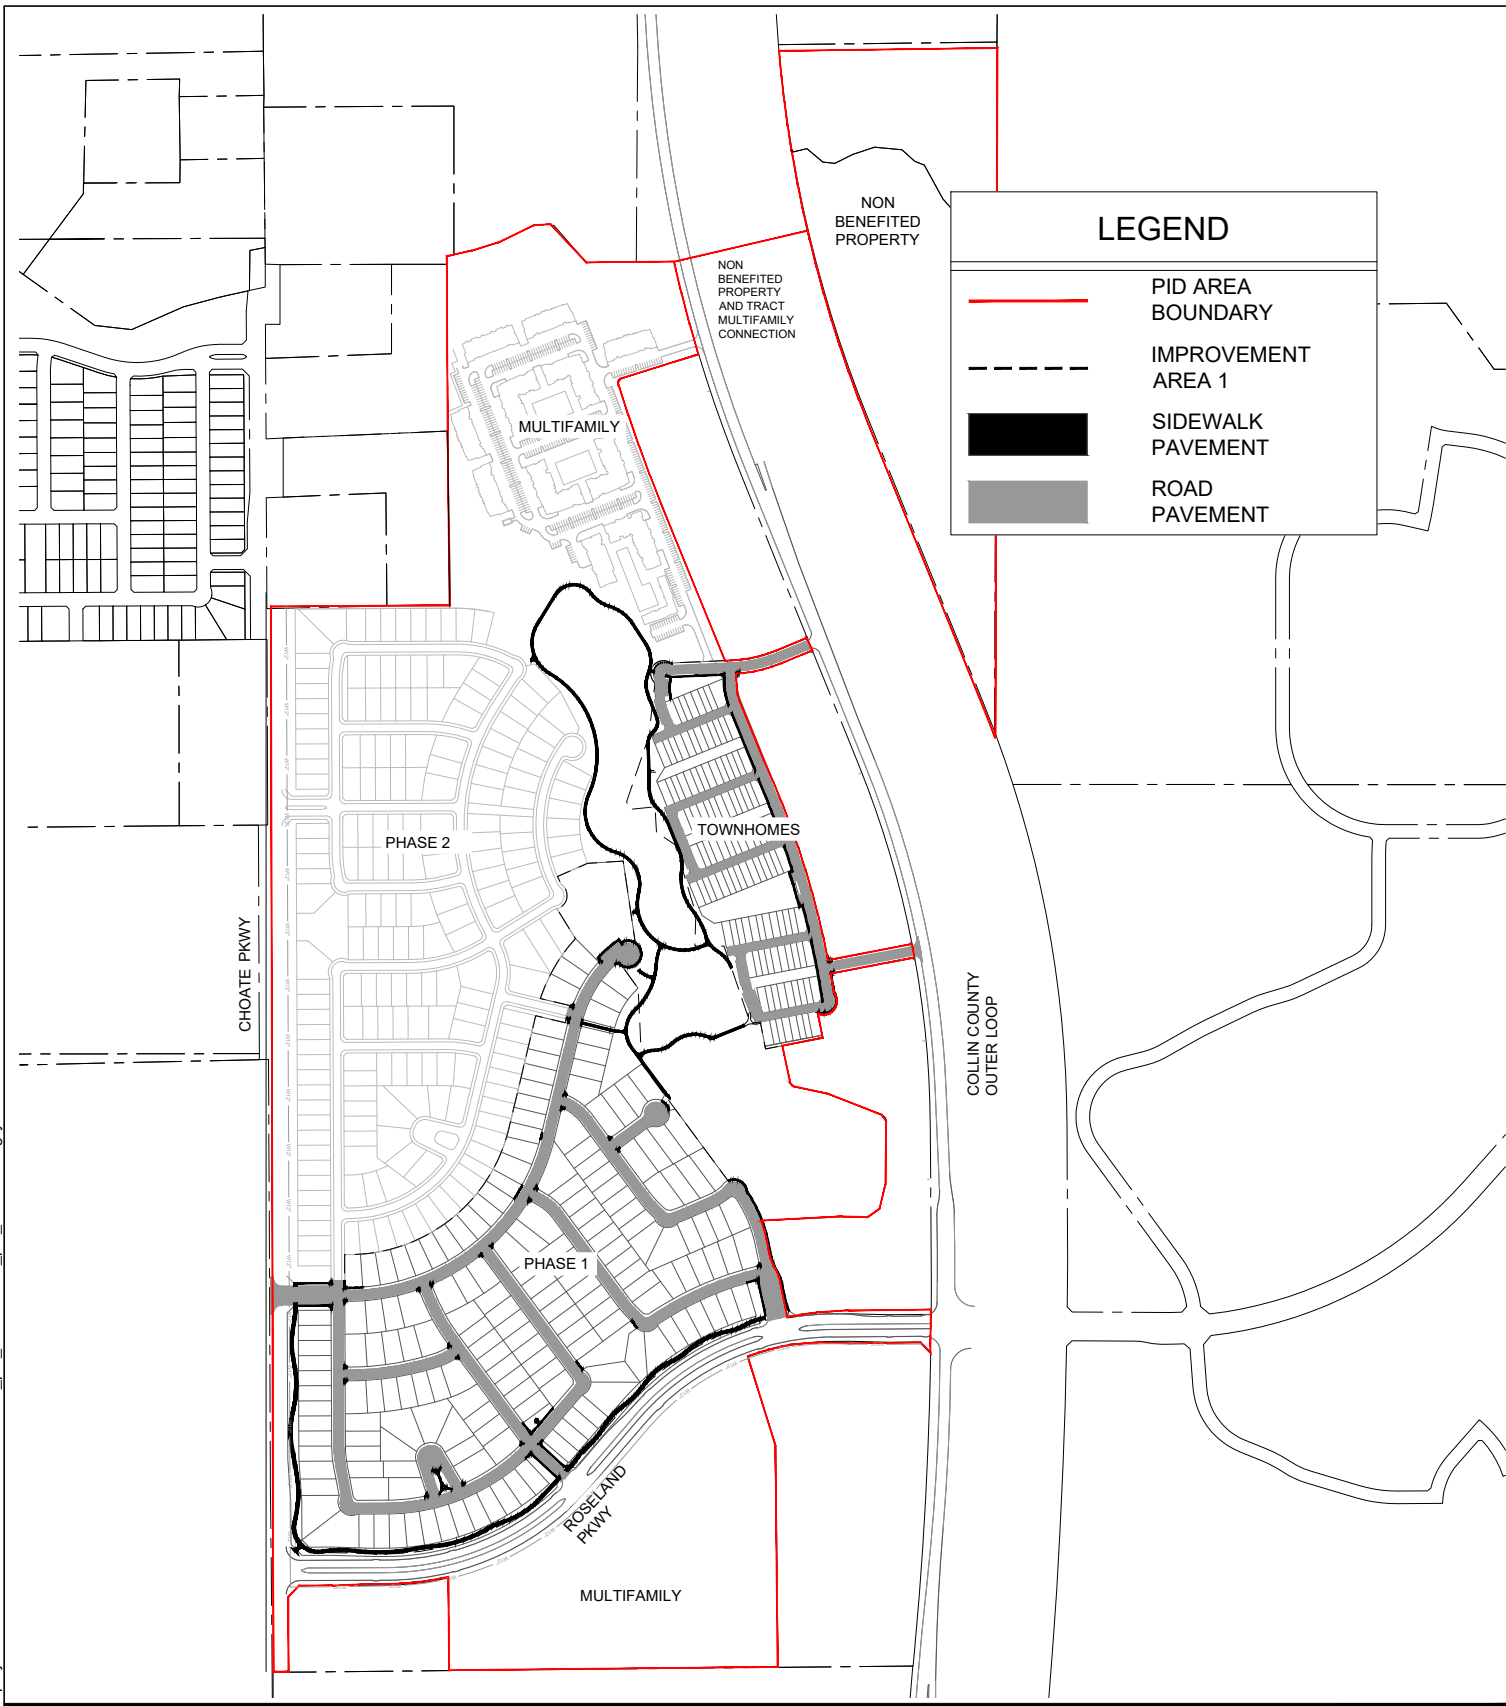 NON
BENEFITED
PROPERTY
LEGEND
PID AREA
BOUNDARY
IMPROVEMENT
AREA 1
SIDEWALK
PAVEMENT
ROAD
PAVEMENT
NON
BENEFITED
PROPERTY
AND TRACT
MULTIFAMILY
CONNECTION
MULTIFAMILY
TOWNHOMES
PHASE 2
CHOATE PKWY
COLLIN COUNTY
OUTER LOOP
PHASE 1
ROSELAND
PKWY
MULTIFAMILY